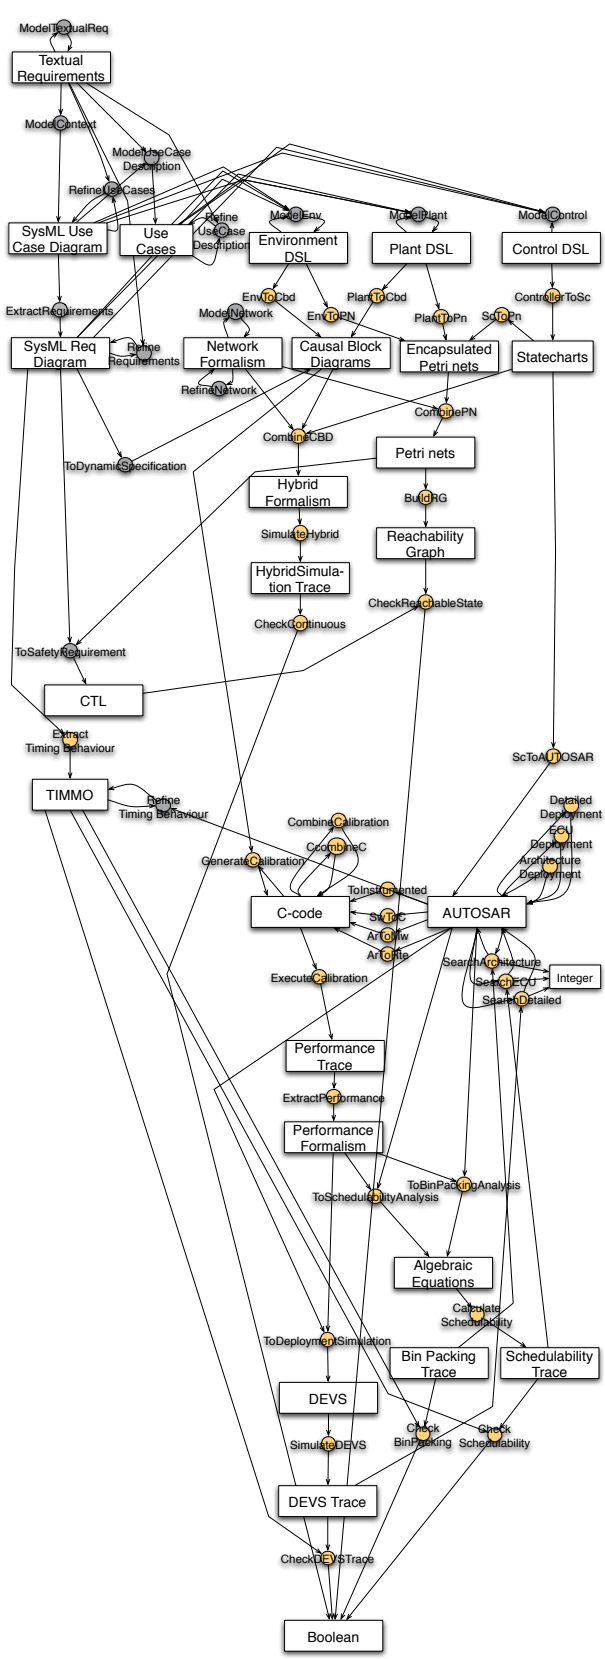 ModelTextualReq
Textual
Requirements
ModelContext
ModelUseCase
Description
RefineUseCases
SysML Use
Case Diagram
Use
Cases
Refine
UseCase
Description
ModelEnv
ModelPlant
ModelControl
Environment
DSL
Plant DSL
Control DSL
EnvToCbd
PlantToCbd
ControllerToSc
ExtractRequirements
ModelNetwork
EnvToPN
PlantToPn
ScToPn
SysML Req
Diagram
Refine
Requirements
Network
Formalism
Causal Block
Diagrams
Encapsulated
Petri nets
Statecharts
RefineNetwork
CombinePN
CombineCBD
ToDynamicSpecification
Petri nets
Hybrid
Formalism
BuildRG
SimulateHybrid
Reachability
Graph
HybridSimula-
tion Trace
CheckReachableState
CheckContinuous
ToSafetyRequirement
CTL
Extract
Timing Behaviour
ScToAUTOSAR
TIMMO
Refine
Timing Behaviour
Detailed
Deployment
CombineCalibration
ECU
Deployment
CcombineC
GenerateCalibration
Architecture
Deployment
ToInstrumented
C-code
SwToC
AUTOSAR
ArToMw
ArToRte
SearchArchitecture
ExecuteCalibration
SearchECU
Integer
SearchDetailed
Performance
Trace
ExtractPerformance
Performance
Formalism
ToSchedulabilityAnalysis
ToBinPackingAnalysis
Algebraic
Equations
Calculate
Schedulability
ToDeploymentSimulation
Bin Packing
Trace
Schedulability
Trace
DEVS
Check
BinPacking
Check
Schedulability
SimulateDEVS
DEVS Trace
CheckDEVSTrace
Boolean